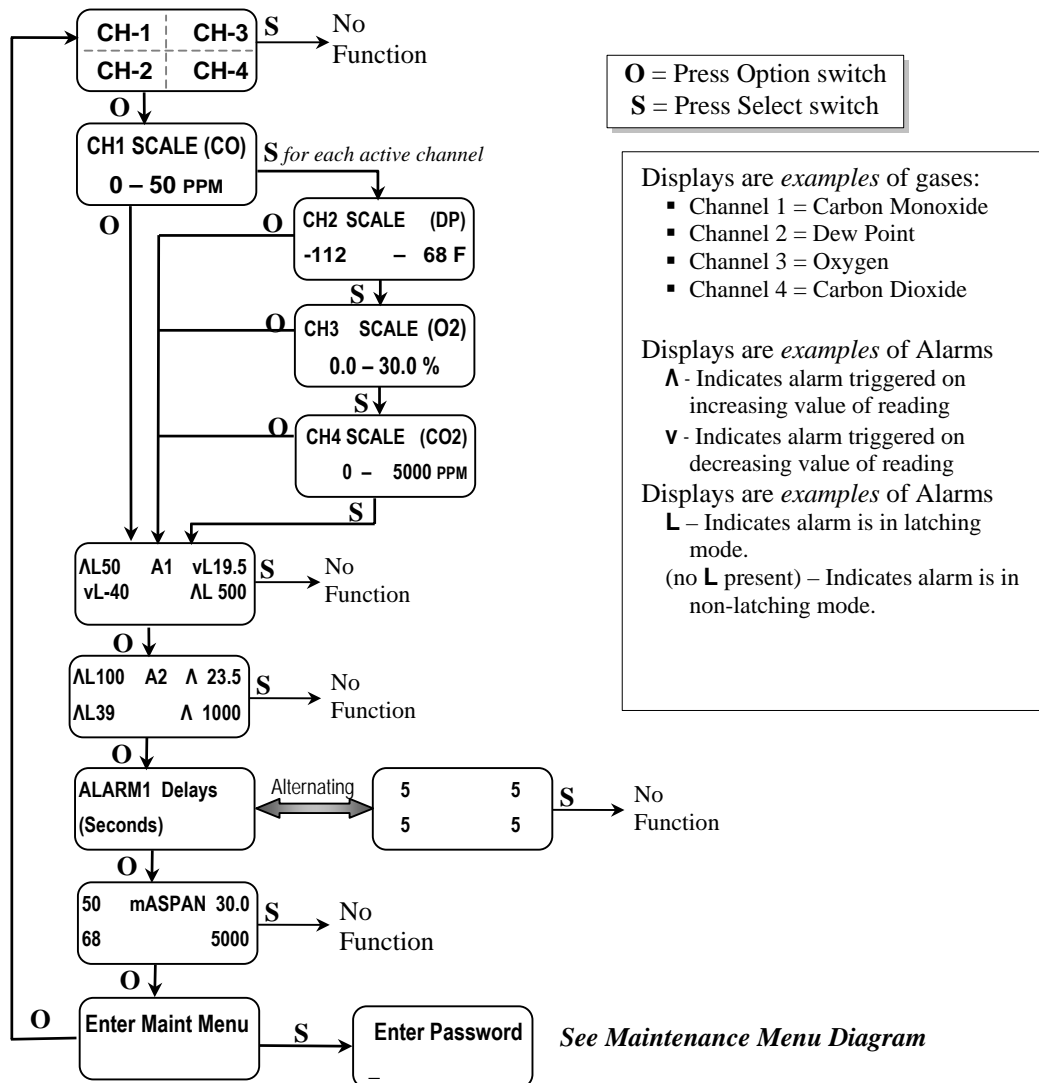 CH-1 CH-3
CH-2 CH-4
S
No
Function
O = Press Option switch
S = Press Select switch
O
CH1 SCALE (CO)
0 – 50 PPM
S for each active channel
O
CH2 SCALE (DP)
-112 – 68 F
O
S
CH3 SCALE (O2)
0.0 – 30.0 %
O
S
CH4 SCALE (CO2)
0 – 5000 PPM
O
S
Displays are examples of gases:
▪ Channel 1 = Carbon Monoxide
▪ Channel 2 = Dew Point
▪ Channel 3 = Oxygen
▪ Channel 4 = Carbon Dioxide
Displays are examples of Alarms
Λ - Indicates alarm triggered on
increasing value of reading
v - Indicates alarm triggered on
decreasing value of reading
Displays are examples of Alarms
L – Indicates alarm is in latching
mode.
(no L present) – Indicates alarm is in
non-latching mode.
ΛL50 A1 vL19.5
vL-40 ΛL 500
S
No
Function
O
ΛL100 A2 Λ 23.5
ΛL39 Λ 1000
S
No
Function
O
ALARM1 Delays
(Seconds)
Alternating
5 5
5 5
S
No
Function
O
50 mASPAN 30.0
68 5000
S
No
Function
O
Enter Maint Menu
O
S
Enter Password
_
See Maintenance Menu Diagram